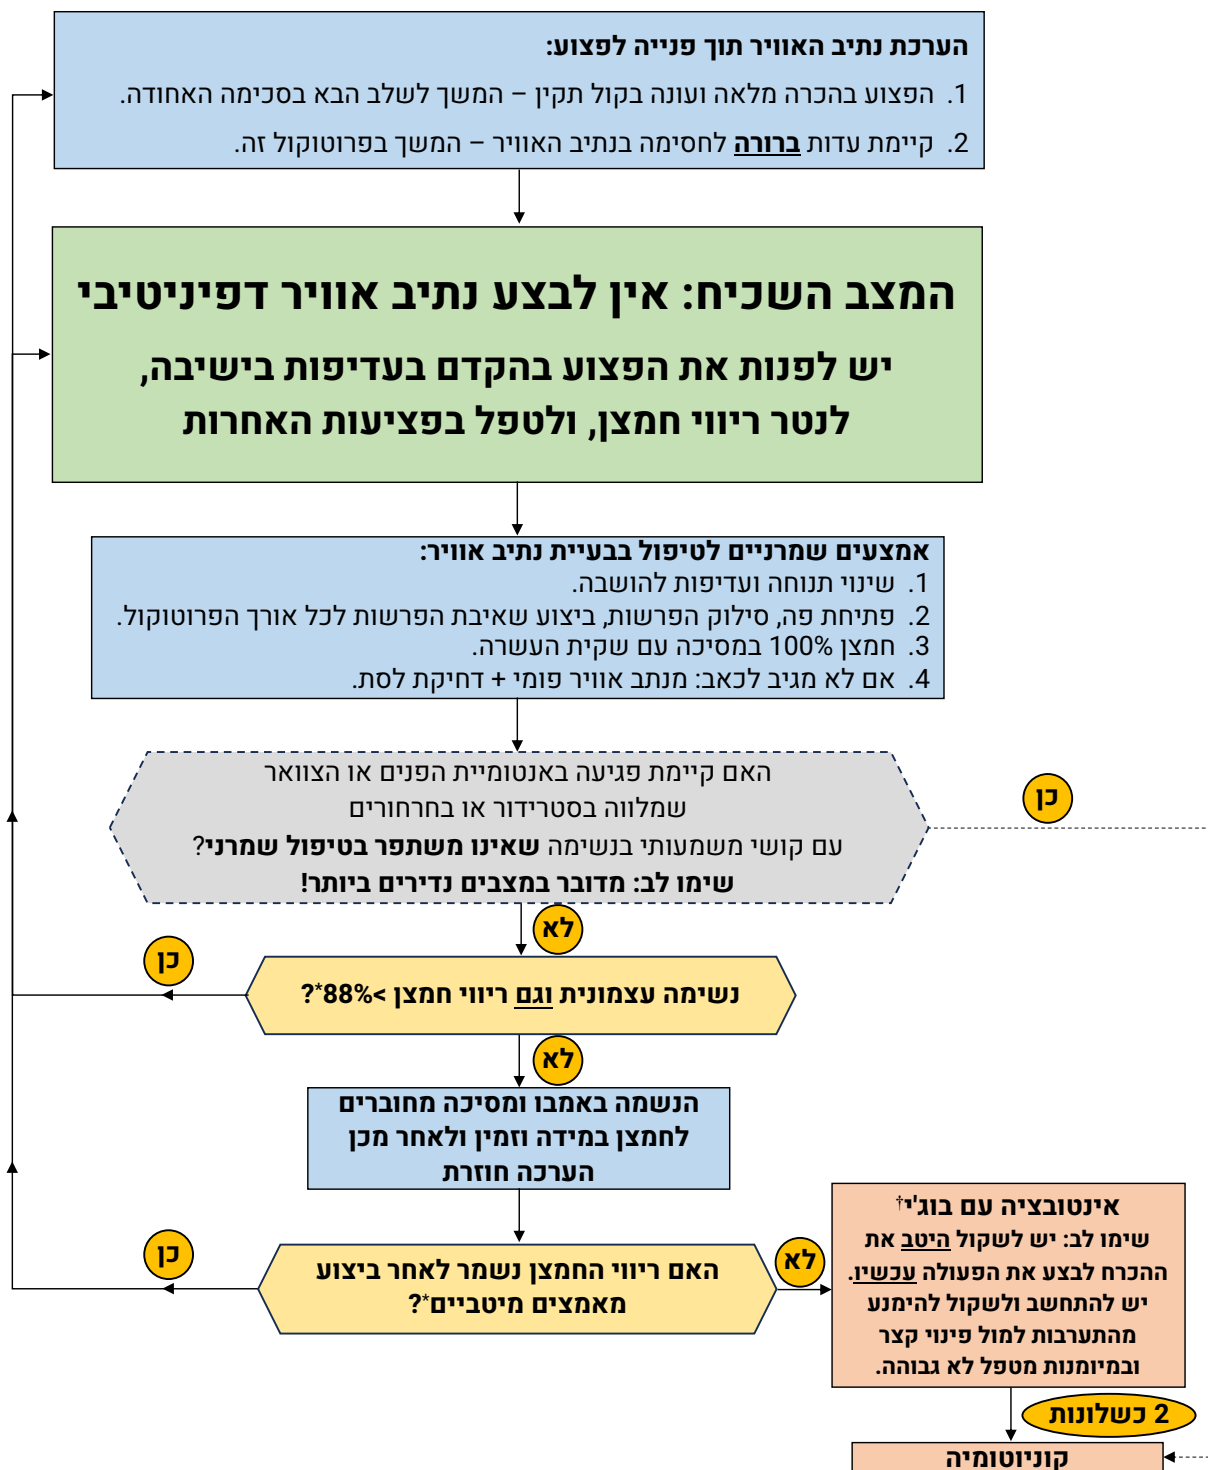 הערכת נתיב האוויר תוך פנייה לפצוע:
1. הפצוע בהכרה מלאה ועונה בקול תקין – המשך לשלב הבא בסכימה האחודה.
2. קיימת עדות ברורה לחסימה בנתיב האוויר – המשך בפרוטוקול זה.
המצב השכיח: אין לבצע נתיב אוויר דפיניטיבי
יש לפנות את הפצוע בהקדם בעדיפות בישיבה,
לנטר ריווי חמצן, ולטפל בפציעות האחרות
אמצעים שמרניים לטיפול בבעיית נתיב אוויר:
1. שינוי תנוחה ועדיפות להושבה.
2. פתיחת פה, סילוק הפרשות, ביצוע שאיבת הפרשות לכל אורך הפרוטוקול.
3. חמצן 100% במסיכה עם שקית העשרה.
4. אם לא מגיב לכאב: מנתב אוויר פומי + דחיקת לסת.
האם קיימת פגיעה באנטומיית הפנים או הצוואר
שמלווה בסטרידור או בחרחורים
עם קושי משמעותי בנשימה שאינו משתפר בטיפול שמרני?
שימו לב: מדובר במצבים נדירים ביותר!
כן
לא
כן
נשימה עצמונית וגם ריווי חמצן >88%*?
לא
הנשמה באמבו ומסיכה מחוברים
לחמצן במידה וזמין ולאחר מכן
הערכה חוזרת
כן
האם ריווי החמצן נשמר לאחר ביצוע
מאמצים מיטביים*?
לא
אינטובציה עם בוג'י†
שימו לב: יש לשקול היטב את
ההכרח לבצע את הפעולה עכשיו.
יש להתחשב ולשקול להימנע
מהתערבות למול פינוי קצר
ובמיומנות מטפל לא גבוהה.
2 כשלונות
קוניוטומיה